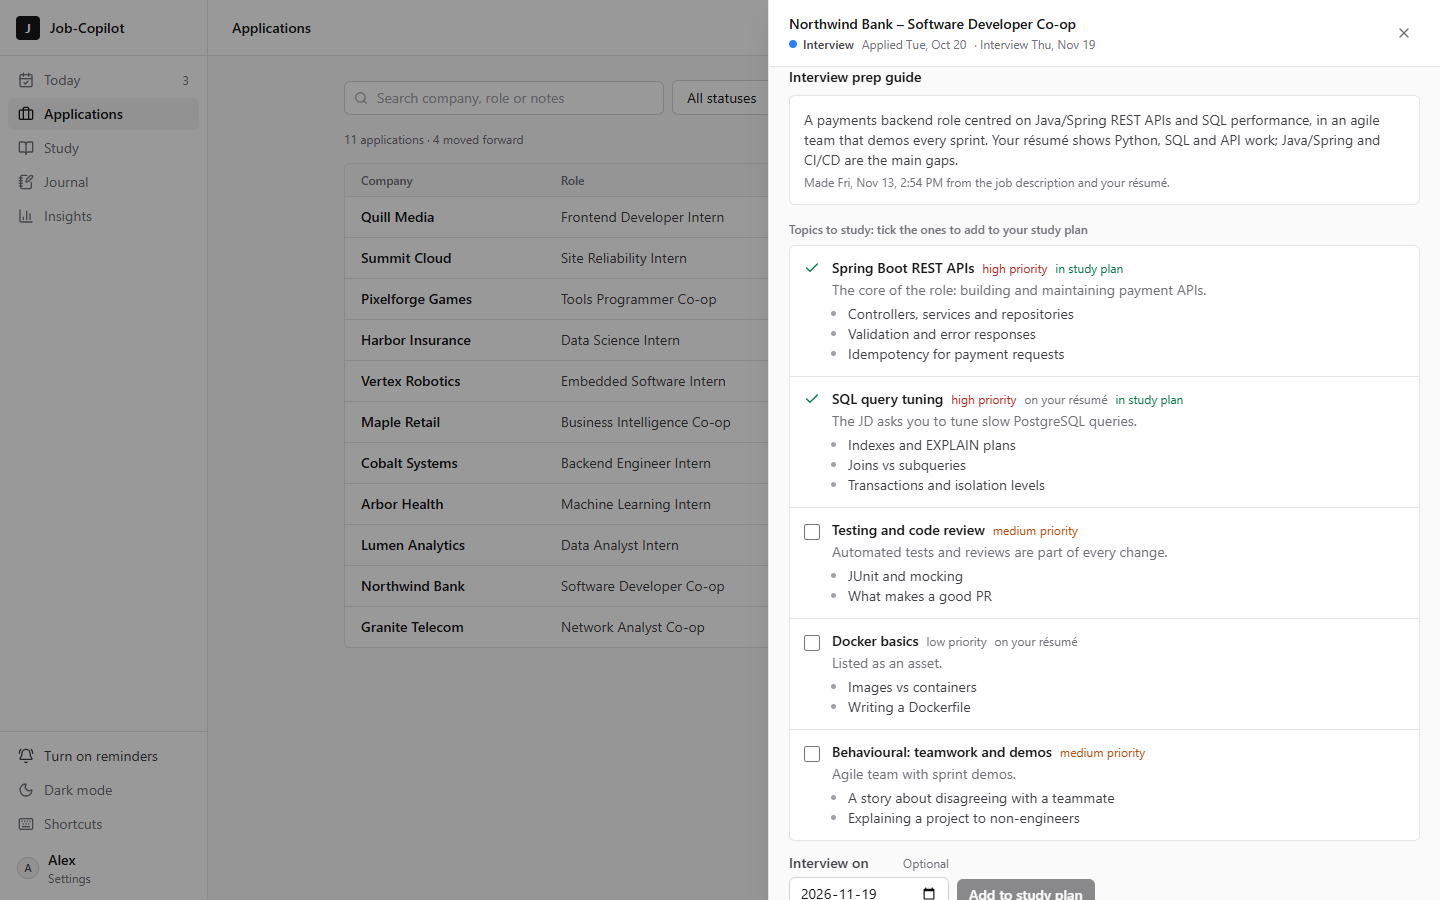 J
Job-Copilot
Today
3
Applications
Study
Journal
Insights
Turn on reminders
Dark mode
Shortcuts
A
Alex
Settings
Applications
Search company, role or notes
All statuses
11 applications · 4 moved forward
Company Role
Quill Media Frontend Developer Intern
Summit Cloud Site Reliability Intern
Pixelforge Games Tools Programmer Co-op
Harbor Insurance Data Science Intern
Vertex Robotics Embedded Software Intern
Maple Retail Business Intelligence Co-op
Cobalt Systems Backend Engineer Intern
Arbor Health Machine Learning Intern
Lumen Analytics Data Analyst Intern
Northwind Bank Software Developer Co-op
Granite Telecom Network Analyst Co-op
Northwind Bank – Software Developer Co-op
Interview Applied Tue, Oct 20 · Interview Thu, Nov 19
Interview prep guide
A payments backend role centred on Java/Spring REST APIs and SQL performance, in an agile
team that demos every sprint. Your résumé shows Python, SQL and API work; Java/Spring and
CI/CD are the main gaps.
Made Fri, Nov 13, 2:54 PM from the job description and your résumé.
Topics to study: tick the ones to add to your study plan
Spring Boot REST APIs high priority in study plan
The core of the role: building and maintaining payment APIs.
Controllers, services and repositories
Validation and error responses
Idempotency for payment requests
SQL query tuning high priority on your résumé in study plan
The JD asks you to tune slow PostgreSQL queries.
Indexes and EXPLAIN plans
Joins vs subqueries
Transactions and isolation levels
Testing and code review medium priority
Automated tests and reviews are part of every change.
JUnit and mocking
What makes a good PR
Docker basics low priority on your résumé
Listed as an asset.
Images vs containers
Writing a Dockerfile
Behavioural: teamwork and demos medium priority
Agile team with sprint demos.
A story about disagreeing with a teammate
Explaining a project to non-engineers
Interview on Optional
2026-11-19 Add to study plan